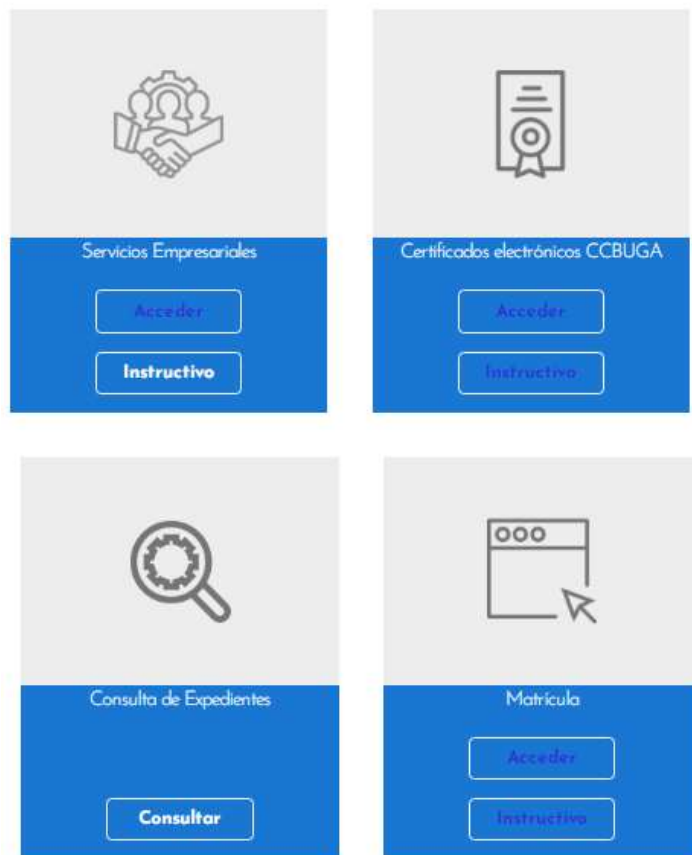 Servicios Empresariales
Acceder
Instructivo
Certificados electrónicos CCBUGA
Acceder
Instructivo
Consulta de Expedientes
Consultar
Matrícula
Acceder
Instructivo